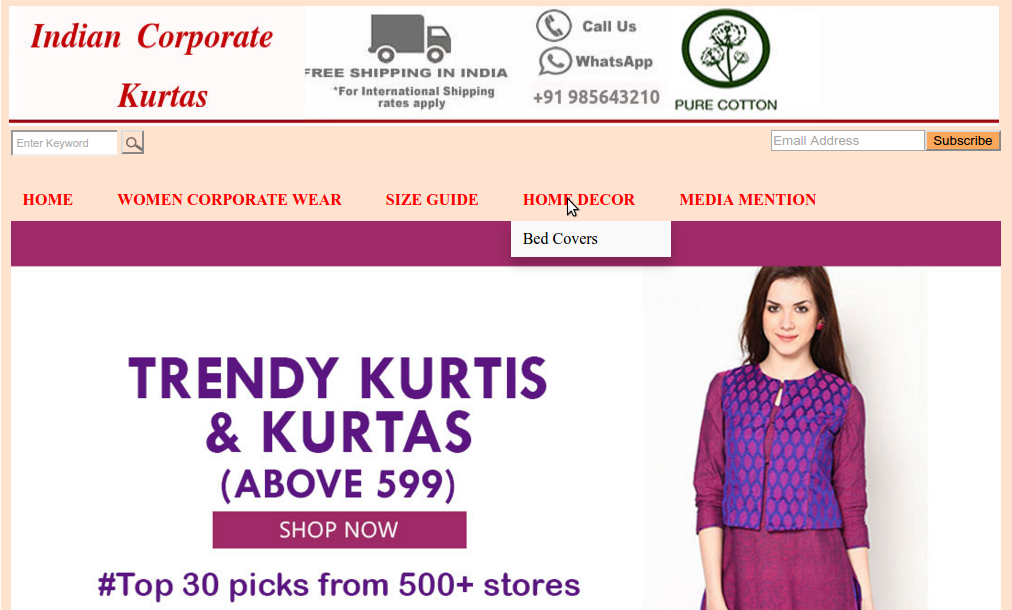 Indian Corporate
Kurtas
FREE SHIPPING IN INDIA
*For International Shipping
rates apply
Call Us
WhatsApp
+91 985643210
PURE COTTON
Enter Keyword
Email Address
Subscribe
HOME
WOMEN CORPORATE WEAR
SIZE GUIDE
HOME DECOR
MEDIA MENTION
Bed Covers
TRENDY KURTIS
& KURTAS
(ABOVE 599)
SHOP NOW
#Top 30 picks from 500+ stores